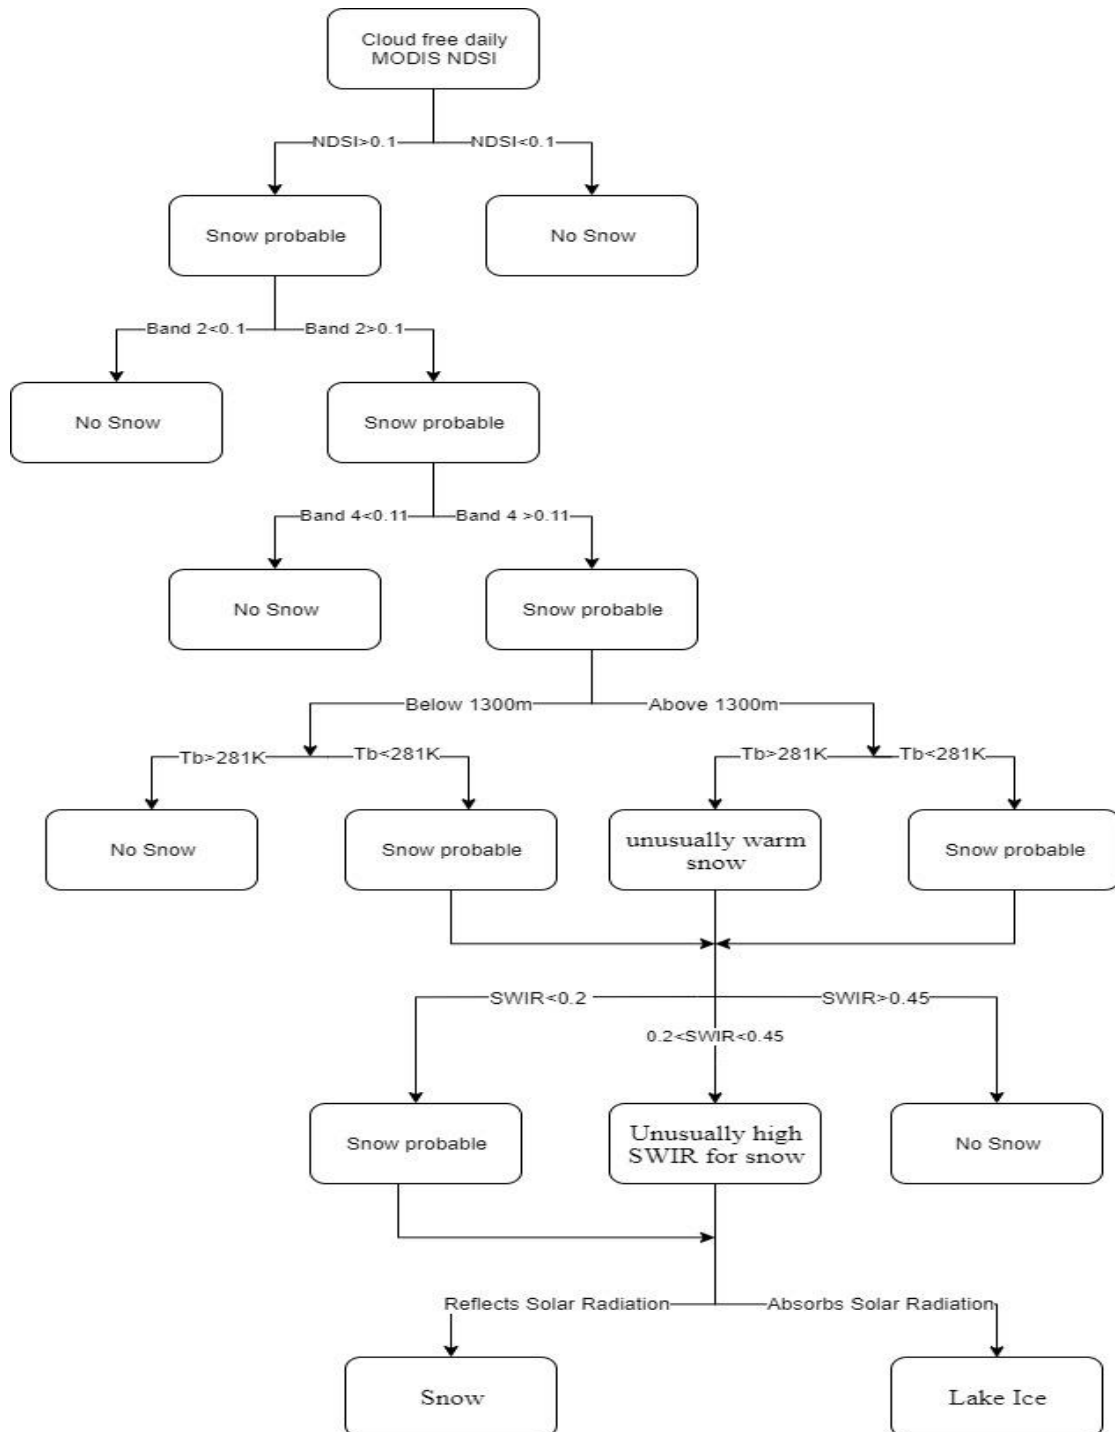 Cloud free daily
MODIS NDSI
NDSI>0.1
NDSI<0.1
Snow probable
No Snow
Band 2<0.1
Band 2>0.1
No Snow
Snow probable
Band 4<0.11
Band 4 >0.11
No Snow
Snow probable
Below 1300m
Above 1300m
Tb>281K
Tb<281K
Tb>281K
Tb<281K
No Snow
Snow probable
unusually warm
snow
Snow probable
SWIR<0.2
SWIR>0.45
0.2<SWIR<0.45
Snow probable
Unusually high
SWIR for snow
No Snow
Reflects Solar Radiation
Absorbs Solar Radiation
Snow
Lake Ice